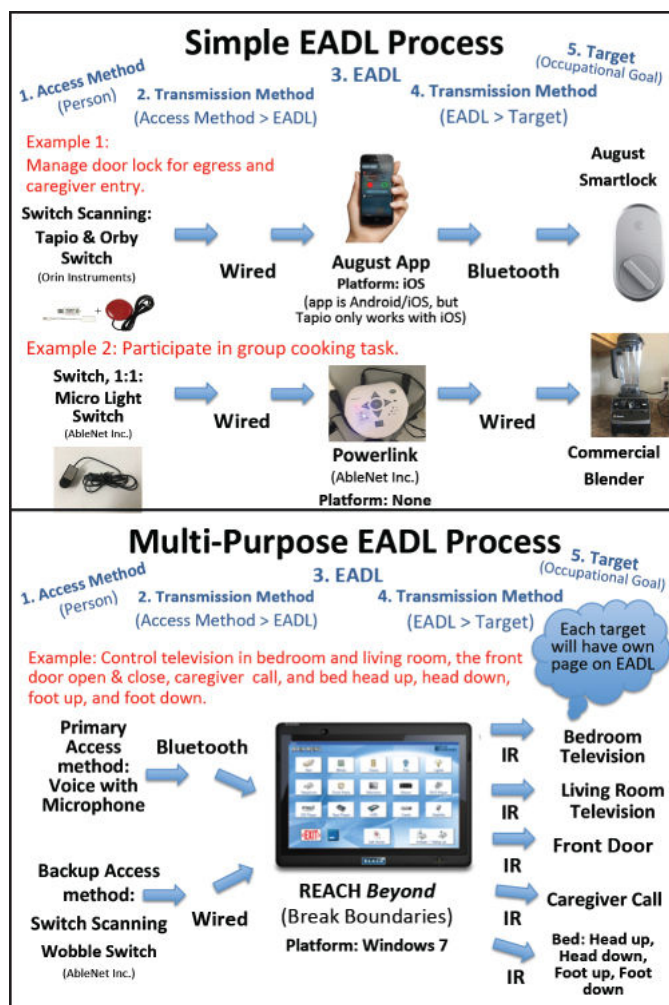 Simple EADL Process
1. Access Method
(Person)
2. Transmission Method
(Access Method > EADL)
3. EADL
4. Transmission Method
(EADL > Target)
5. Target
(Occupational Goal)
Example 1:
Manage door lock for egress and
caregiver entry.
Switch Scanning:
Tapio & Orby
Switch
(Orin Instruments)
+
Wired
August App
Platform: iOS
(app is Android/iOS, but
Tapio only works with iOS)
Bluetooth
August
Smartlock
Example 2: Participate in group cooking task.
Switch, 1:1:
Micro Light
Switch
(AbleNet Inc.)
Wired
Powerlink
(AbleNet Inc.)
Platform: None
Wired
Commercial
Blender
Multi-Purpose EADL Process
1. Access Method
(Person)
2. Transmission Method
(Access Method > EADL)
3. EADL
4. Transmission Method
(EADL > Target)
5. Target
(Occupational Goal)
Each target
will have own
page on EADL
Example: Control television in bedroom and living room, the front
door open & close, caregiver call, and bed head up, head down,
foot up, and foot down.
Primary
Access
method:
Voice with
Microphone
Bluetooth
Backup Access
method:
Switch Scanning
Wobble Switch
(AbleNet Inc.)
Wired
REACH Beyond
(Break Boundaries)
Platform: Windows 7
IR
Bedroom
Television
IR
Living Room
Television
IR
Front Door
IR
Caregiver Call
IR
Bed: Head up,
Head down,
Foot up, Foot
down